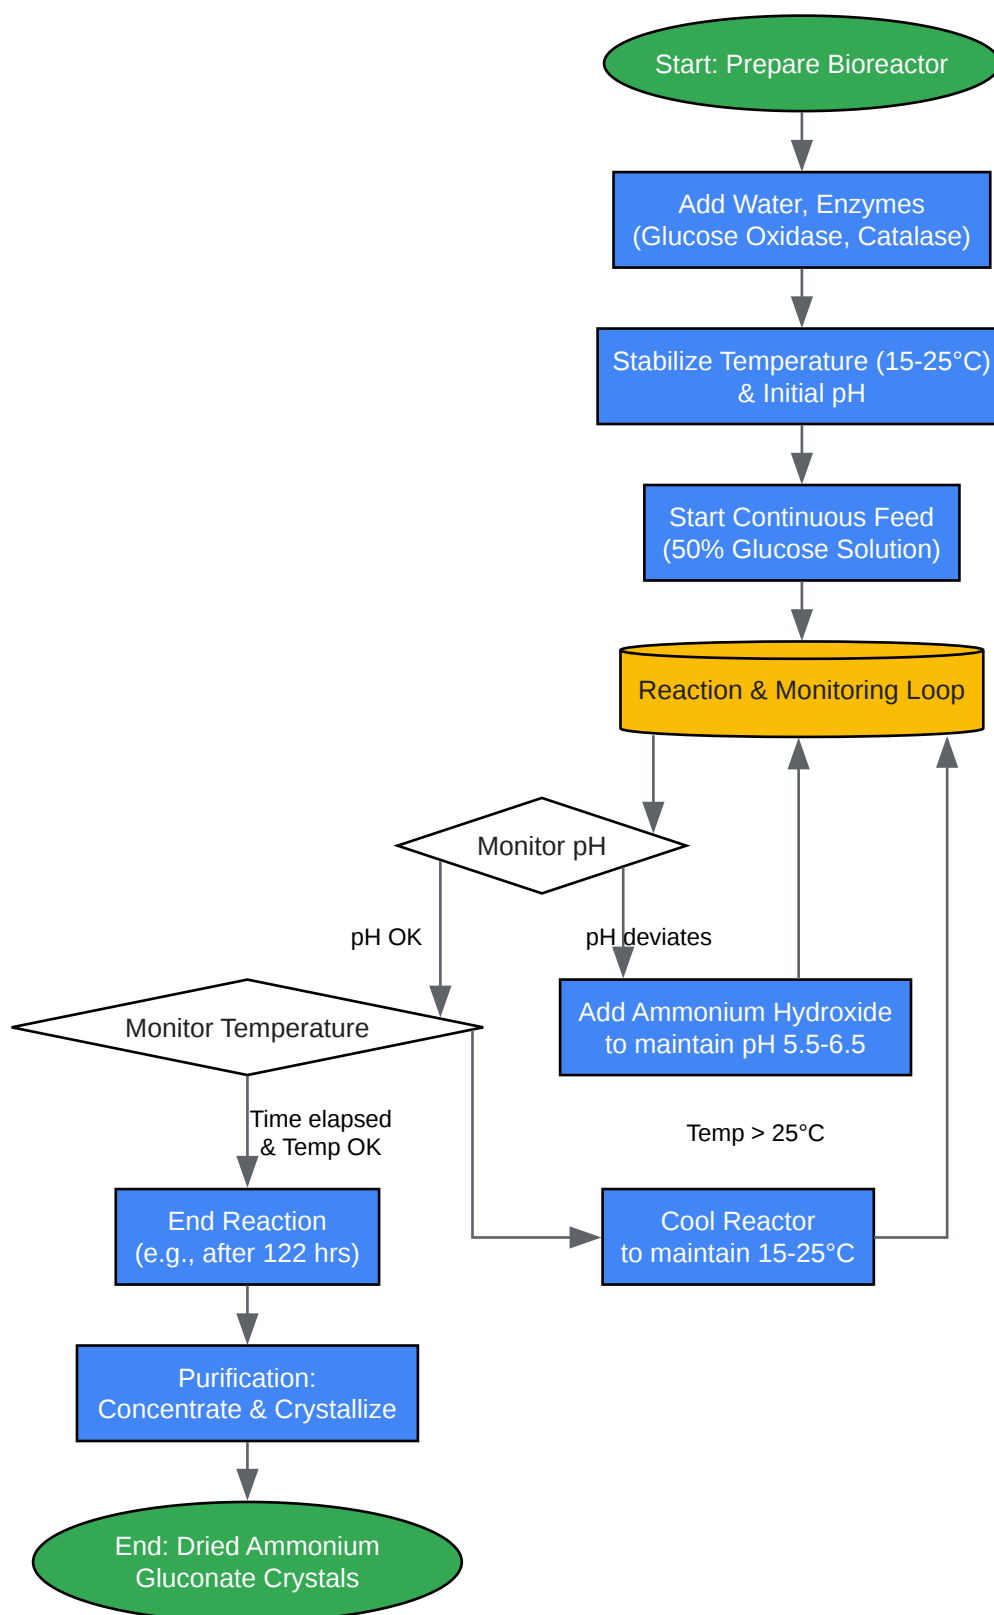 Start: Prepare Bioreactor
Add Water, Enzymes
(Glucose Oxidase, Catalase)
Stabilize Temperature (15-25°C)
& Initial pH
Start Continuous Feed
(50% Glucose Solution)
Reaction & Monitoring Loop
Monitor pH
pH OK
pH deviates
Monitor Temperature
Add Ammonium Hydroxide
to maintain pH 5.5-6.5
Time elapsed
& Temp OK
Temp > 25°C
End Reaction
(e.g., after 122 hrs)
Cool Reactor
to maintain 15-25°C
Purification:
Concentrate & Crystallize
End: Dried Ammonium
Gluconate Crystals